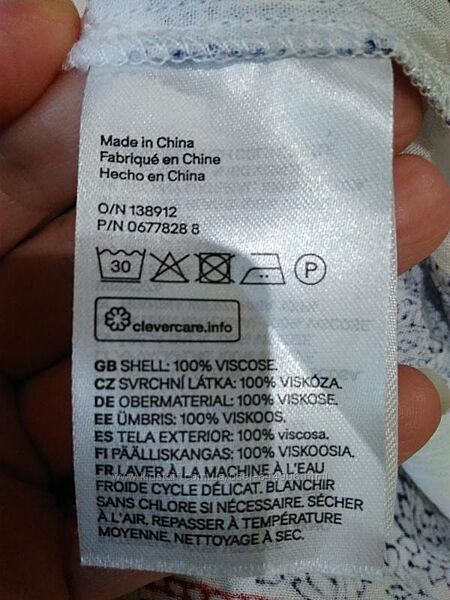 Made in China
Fabriqué en Chine
Hecho en China
O/N 138912
P/N 0677828 8
30 P
clevercare.info
GB SHELL: 100% VISCOSE.
CZ SVRCHNÍ LÁTKA: 100% VISKÓZA.
DE OBERMATERIAL: 100% VISKOSE.
EE ÜMBRIS: 100% VISKOOS.
ES TELA EXTERIOR: 100% viscosa.
FI PÄÄLLISKANGAS: 100% VISKOOSIA.
FR LAVER À LA MACHINE À L'EAU
FROIDE CYCLE DÉLICAT. BLANCHIR
SANS CHLORE SI NÉCESSAIRE. SÉCHER
À L'AIR. REPASSER À TEMPÉRATURE
MOYENNE. NETTOYAGE À SEC.